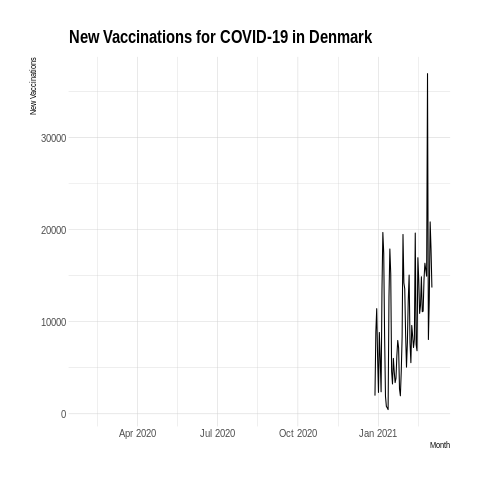 New Vaccinations for COVID-19 in Denmark
New Vaccinations
30000
20000
10000
0
Apr 2020 Jul 2020 Oct 2020 Jan 2021
Month